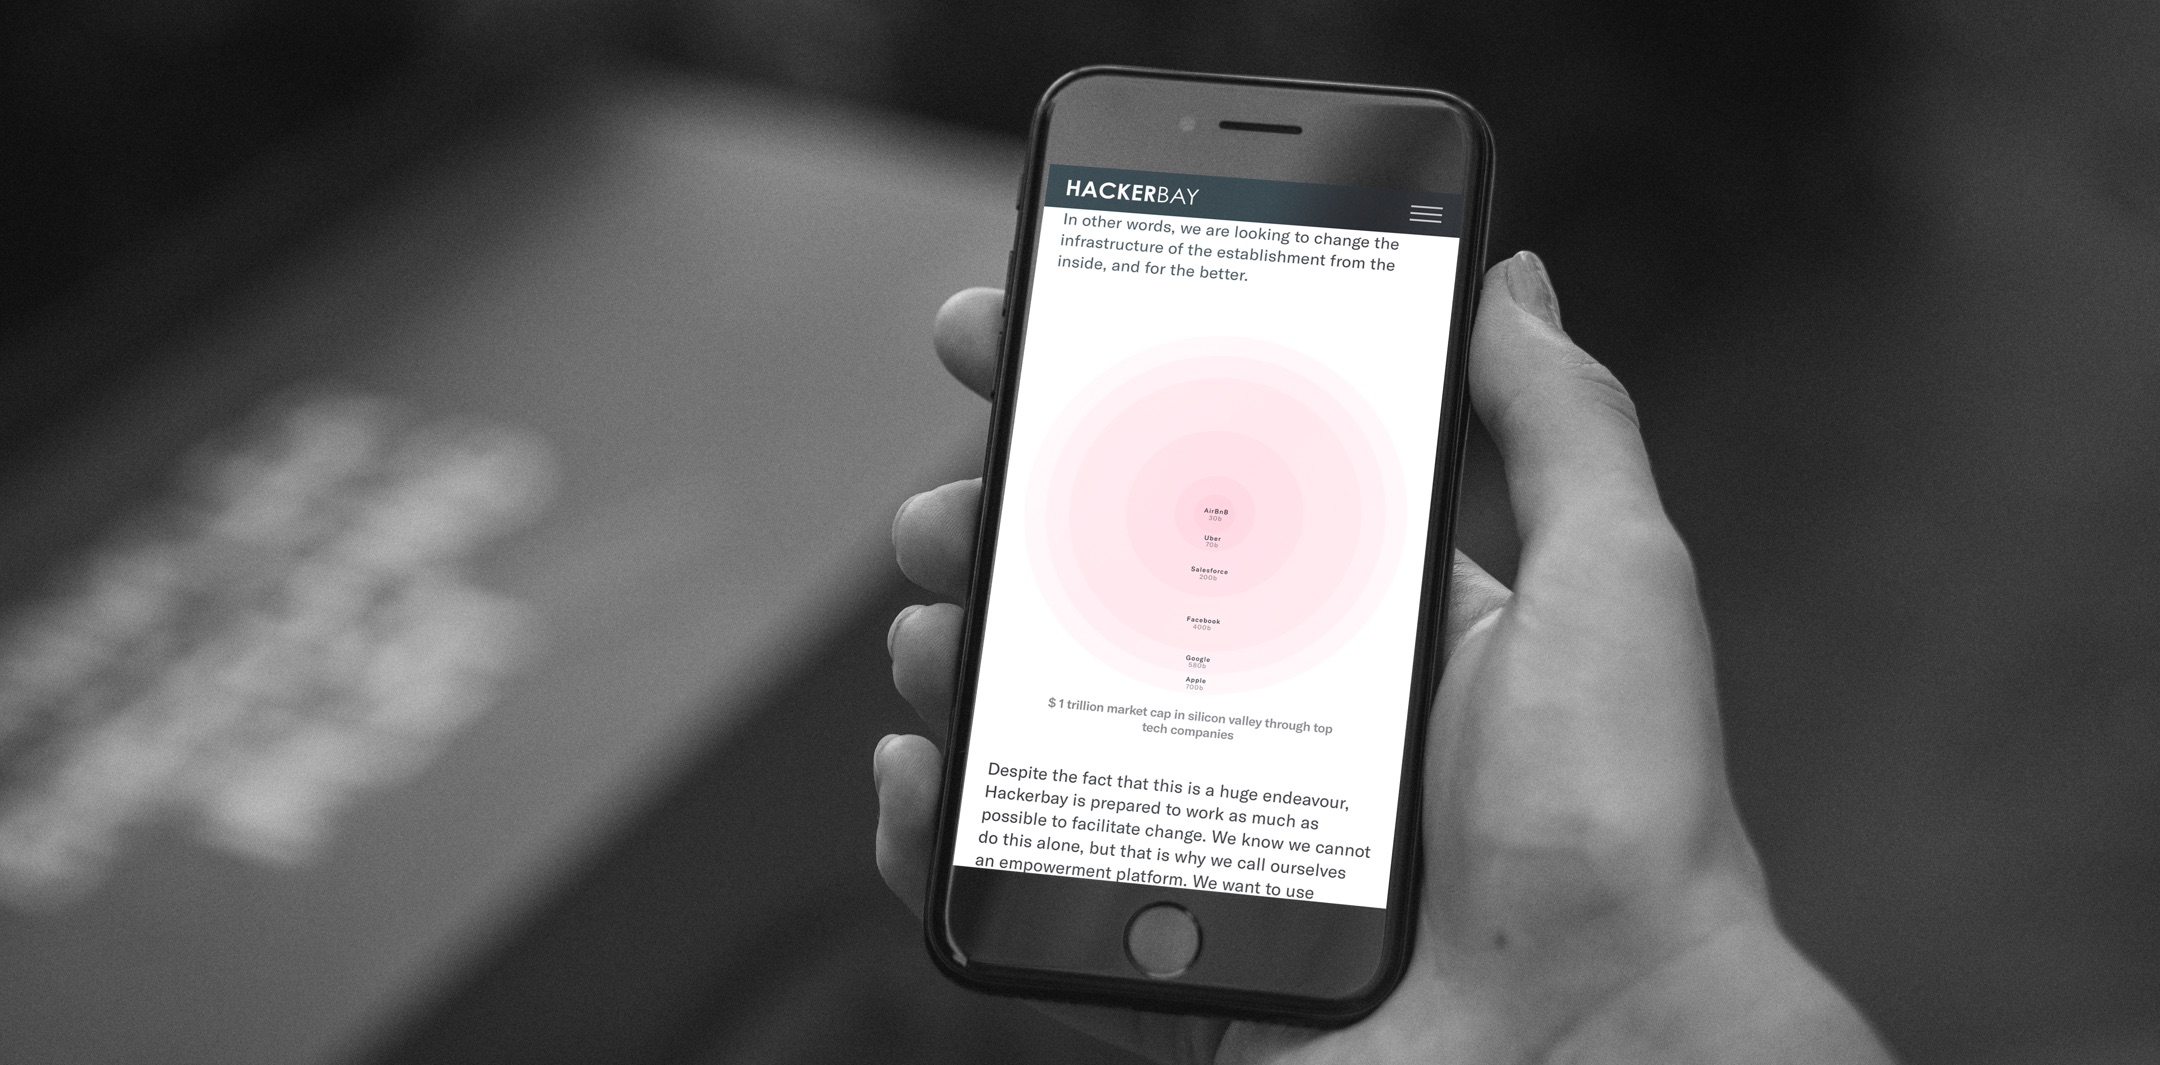 HACKERBAY
In other words, we are looking to change the
infrastructure of the establishment from the
inside, and for the better.
AirBnB
30b
Uber
70b
Salesforce
200b
Facebook
400b
Google
580b
Apple
700b
$ 1 trillion market cap in silicon valley through top
tech companies
Despite the fact that this is a huge endeavour,
Hackerbay is prepared to work as much as
possible to facilitate change. We know we cannot
do this alone, but that is why we call ourselves
an empowerment platform. We want to use